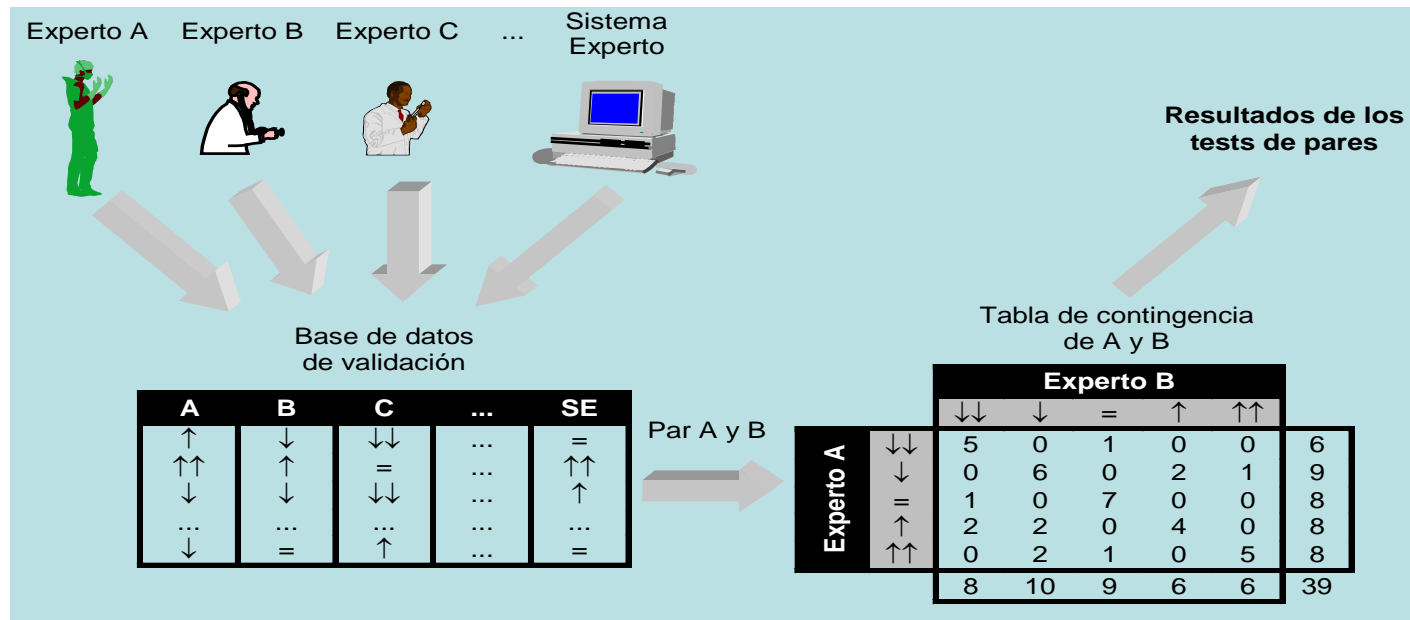 Experto A Experto B Experto C ... Sistema
Experto
Resultados de los
tests de pares
Base de datos
de validación
A B C ... SE
↑ ↓ ↓↓ ... =
↑↑ ↑ = ... ↑↑
↓ ↓ ↓↓ ... ↑
... ... ... ... ...
↓ = ↑ ... =
Par A y B
Tabla de contingencia
de A y B
Experto B
↓↓ ↓ = ↑ ↑↑
Experto A
↓↓ 5 0 1 0 0 6
↓ 0 6 0 2 1 9
= 1 0 7 0 0 8
↑ 2 2 0 4 0 8
↑↑ 0 2 1 0 5 8
8 10 9 6 6 39